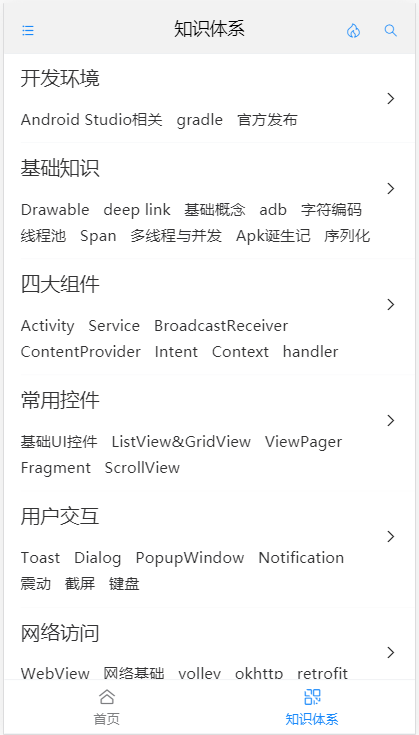 知识体系
开发环境
Android Studio相关 gradle 官方发布
基础知识
Drawable deep link 基础概念 adb 字符编码
线程池 Span 多线程与并发 Apk诞生记 序列化
四大组件
Activity Service BroadcastReceiver
ContentProvider Intent Context handler
常用控件
基础UI控件 ListView&GridView ViewPager
Fragment ScrollView
用户交互
Toast Dialog PopupWindow Notification
震动 截屏 键盘
网络访问
WebView 网络基础 volley okhttp retrofit
首页 知识体系